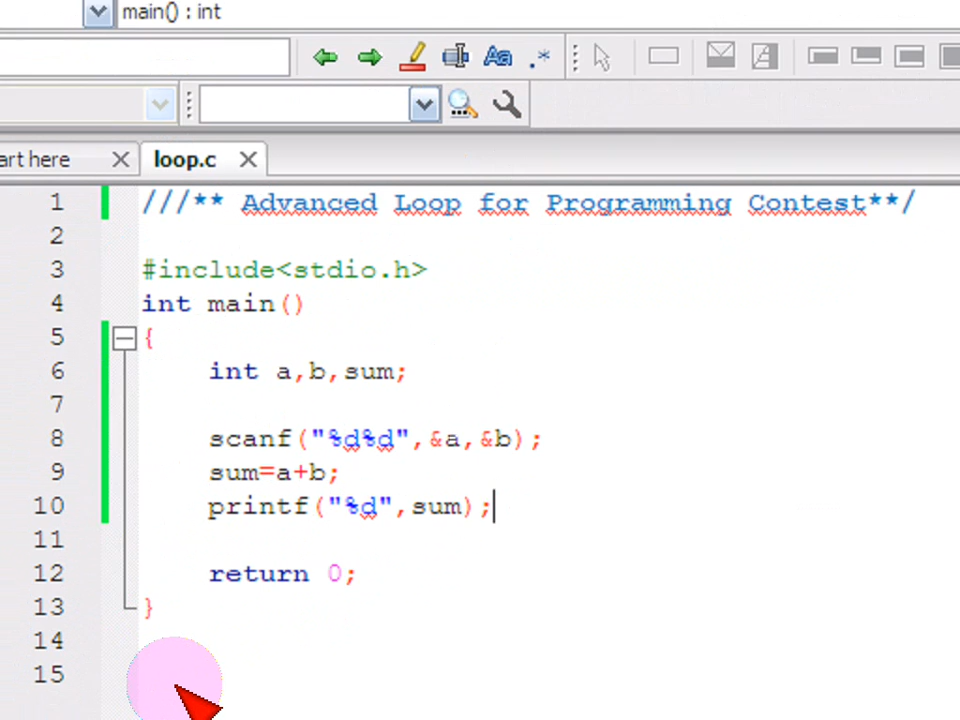 main() : int
Aa .*
art here
loop.c
1 ///** Advanced Loop for Programming Contest**/
2
3 #include<stdio.h>
4 int main()
5 {
6 int a,b,sum;
7
8 scanf("%d%d",&a,&b);
9 sum=a+b;
10 printf("%d",sum);
11
12 return 0;
13 }
14
15